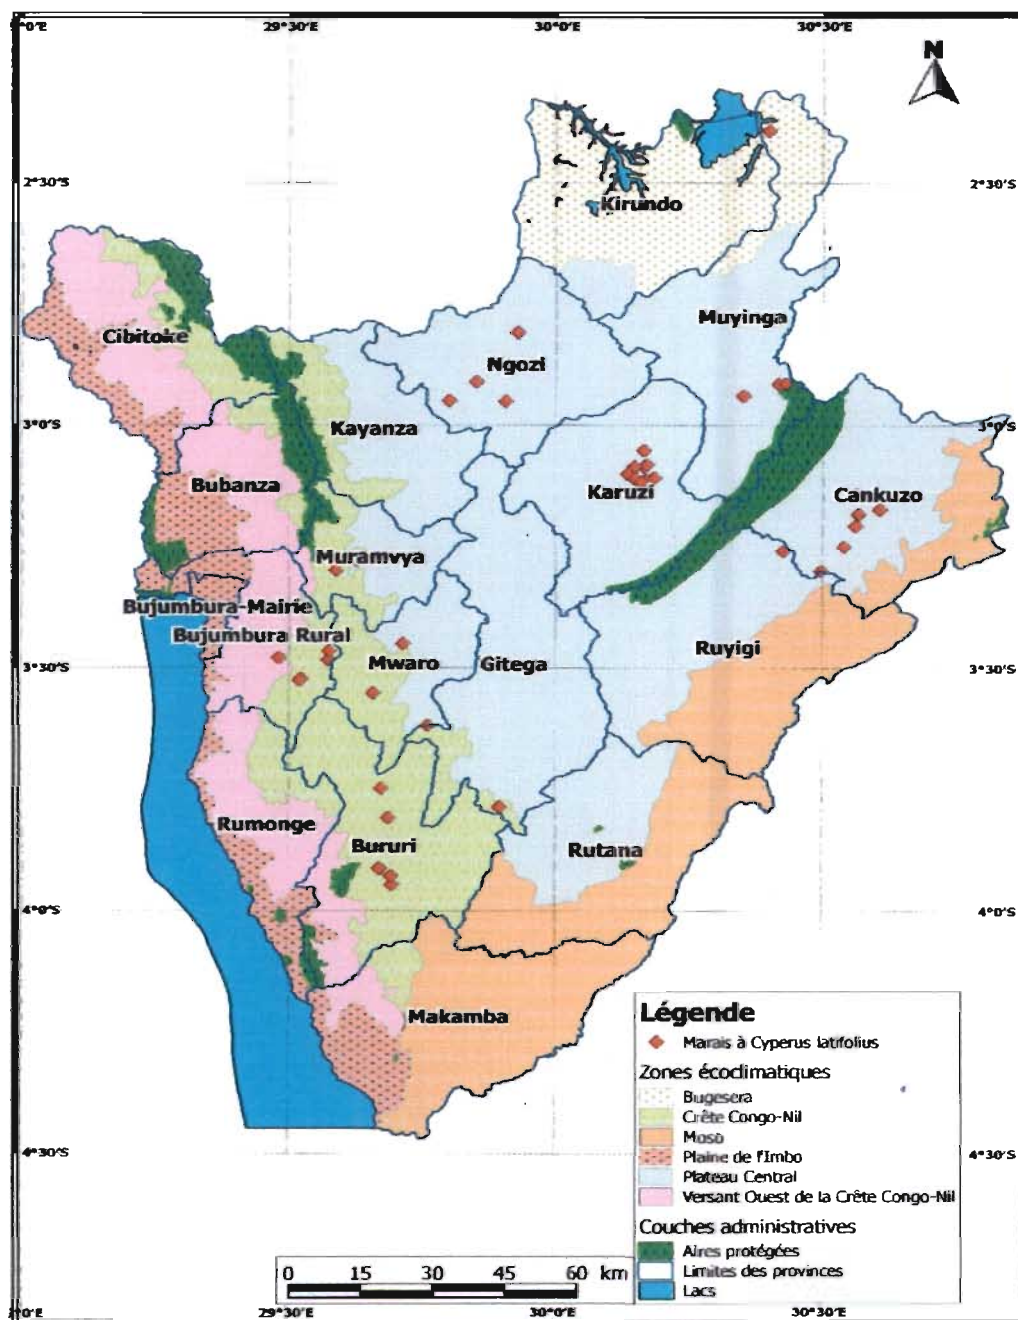 0°E 29°30'E 30°0'E 30°30'E
N
2°30'S 2°30'S
Kirundo
Muyinga
Cibitoke
Ngozi
3°0'S 3°0'S
Kayanza
Bubanza
Karuzi
Cankuzo
Muramvya
Bujumbura-Mairie
Bujumbura Rural
Mwaro
Gitega
Ruyigi
3°30'S 3°30'S
Rumonge
Bururi
Rutana
4°0'S 4°0'S
Makamba
Légende
Marais à Cyperus latifolius
Zones écoclimatiques
Bugesera
Crête Congo-Nil
Moso
Plaine de l'Imbo
Plateau Central
Versant Ouest de la Crête Congo-Nil
4°30'S 4°30'S
Couches administratives
Aires protégées
Limites des provinces
Lacs
0 15 30 45 60 km
0°E 29°30'E 30°0'E 30°30'E